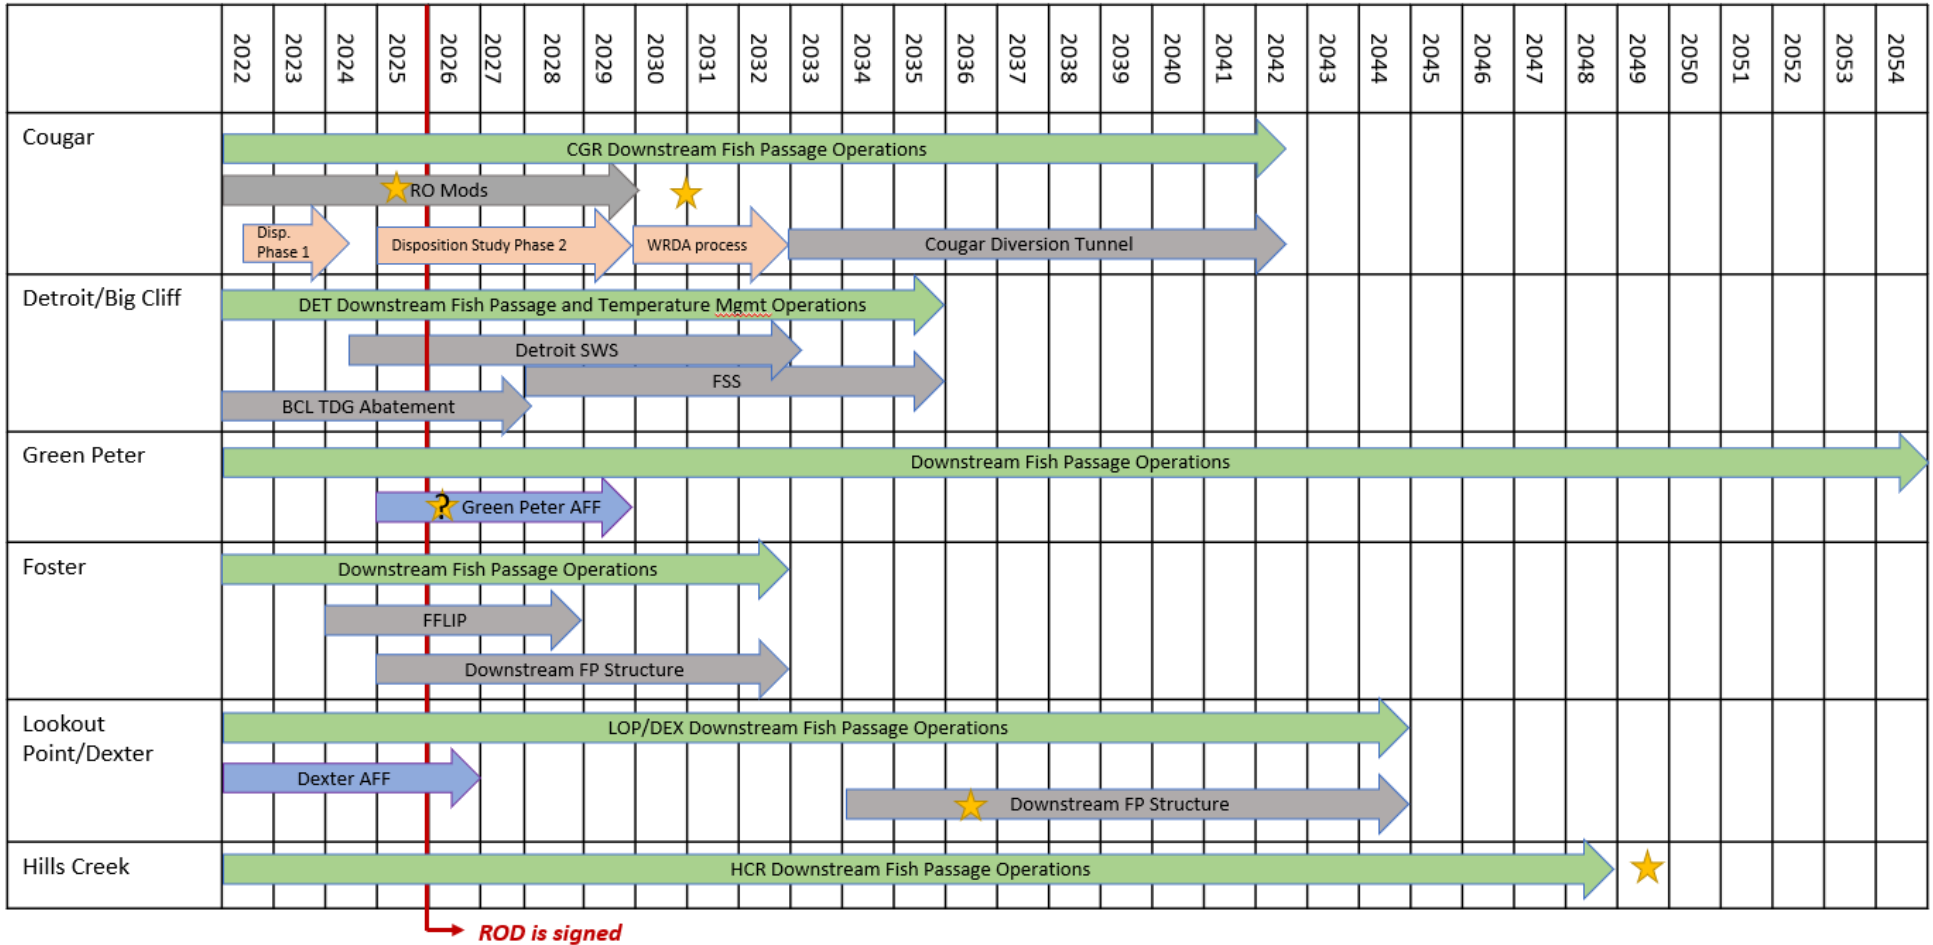 2022 2023 2024 2025 2026 2027 2028 2029 2030 2031 2032 2033 2034 2035 2036 2037 2038 2039 2040 2041 2042 2043 2044 2045 2046 2047 2048 2049 2050 2051 2052 2053 2054
Cougar
CGR Downstream Fish Passage Operations
RO Mods
Disp.
Phase 1
Disposition Study Phase 2
WRDA process
Cougar Diversion Tunnel
Detroit/Big Cliff
DET Downstream Fish Passage and Temperature Mgmt Operations
Detroit SWS
FSS
BCL TDG Abatement
Green Peter
Downstream Fish Passage Operations
? Green Peter AFF
Foster
Downstream Fish Passage Operations
FFLIP
Downstream FP Structure
Lookout
Point/Dexter
LOP/DEX Downstream Fish Passage Operations
Dexter AFF
Downstream FP Structure
Hills Creek
HCR Downstream Fish Passage Operations
ROD is signed